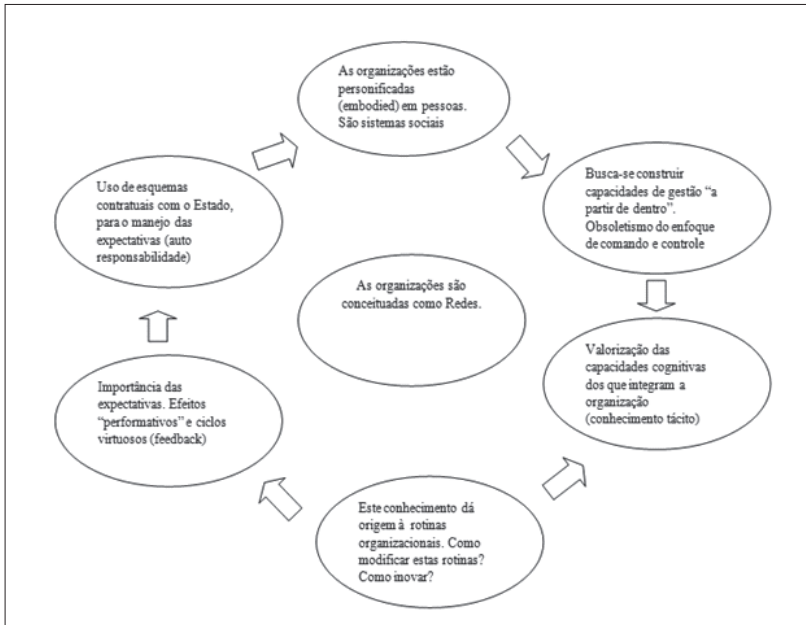 As organizações estão
personificadas
(embodied) em pessoas.
São sistemas sociais
Busca-se construir
capacidades de gestão “a
partir de dentro”.
Obsoletismo do enfoque
de comando e controle
Valorização das
capacidades cognitivas
dos que integram a
organização
(conhecimento tácito)
Este conhecimento dá
origem à rotinas
organizacionais. Como
modificar estas rotinas?
Como inovar?
Importância das
expectativas. Efeitos
“performativos” e ciclos
virtuosos (feedback)
Uso de esquemas
contratuais com o Estado,
para o manejo das
expectativas (auto
responsabilidade)
As organizações são
conceituadas como Redes.